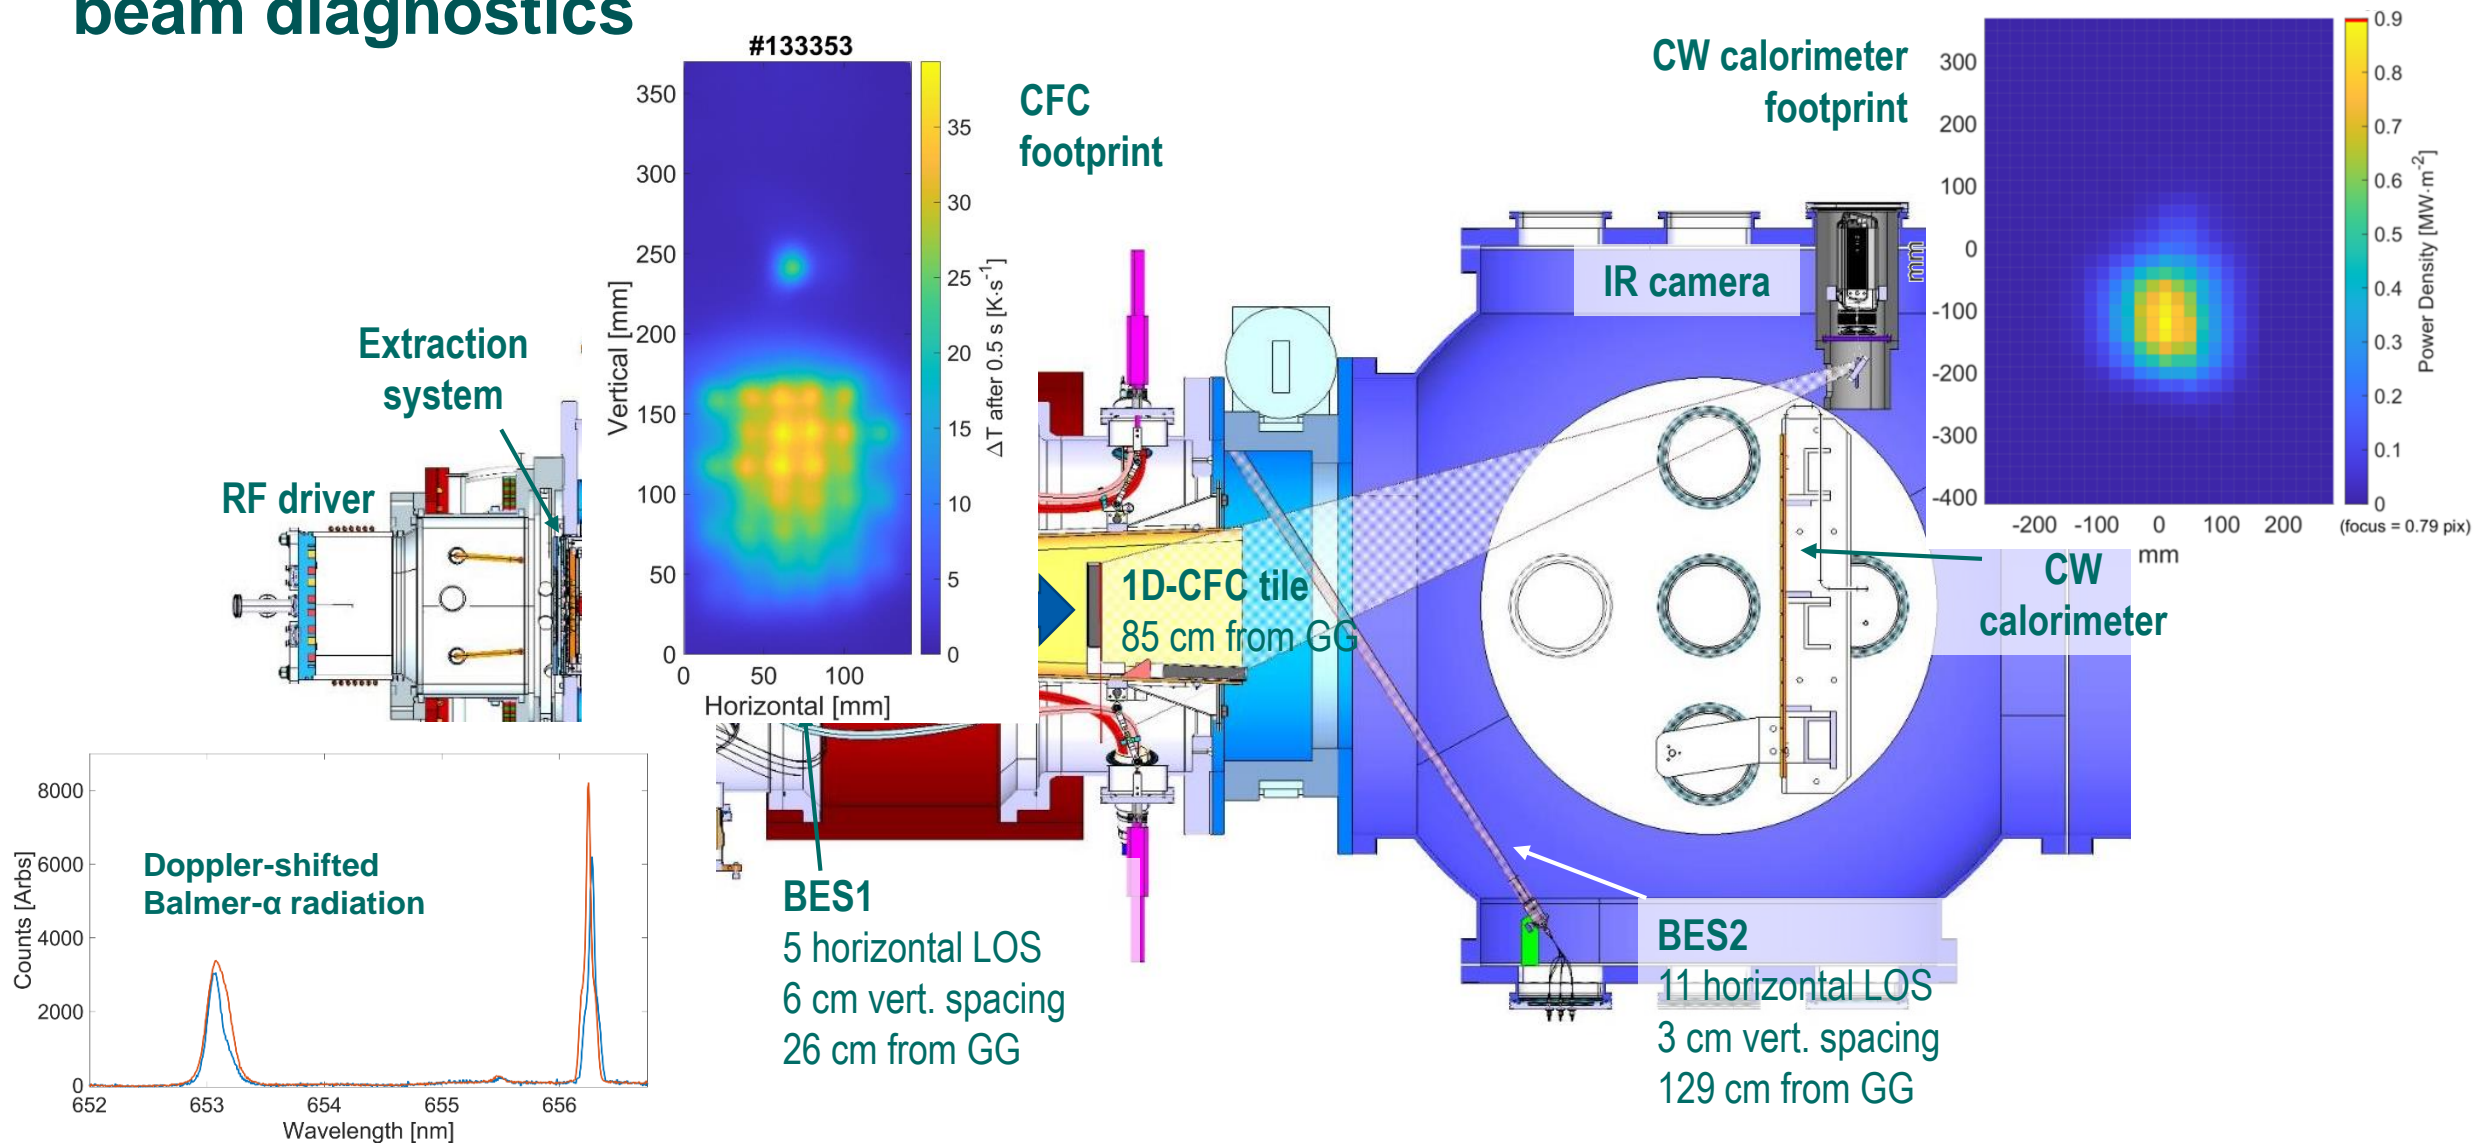 beam diagnostics
#133353
350
300
250
200
150
100
50
0
Vertical [mm]
0
50
100
Horizontal [mm]
35
30
25
20
15
10
5
0
ΔT after 0.5 s [K·s⁻¹]
CFC
footprint
CW calorimeter
footprint
300
200
100
0
-100
-200
-300
-400
mm
-200
-100
0
100
200
mm
0.9
0.8
0.7
0.6
0.5
0.4
0.3
0.2
0.1
0
Power Density [MW·m⁻²]
(focus = 0.79 pix)
IR camera
Extraction
system
RF driver
1D-CFC tile
85 cm from GG
CW
calorimeter
8000
6000
4000
2000
0
Counts [Arbs]
Doppler-shifted
Balmer-α radiation
652
653
654
655
656
Wavelength [nm]
BES1
5 horizontal LOS
6 cm vert. spacing
26 cm from GG
BES2
11 horizontal LOS
3 cm vert. spacing
129 cm from GG